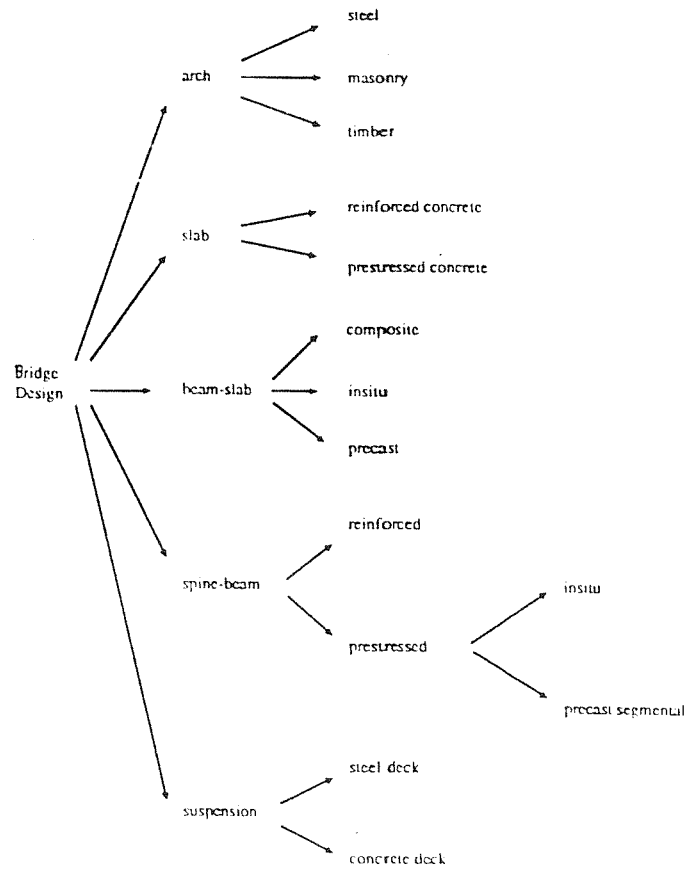 steel
arch
masonry
timber
reinforced concrete
slab
prestressed concrete
composite
Bridge
Design
beam-slab
insitu
precast
reinforced
spine-beam
insitu
prestressed
precast segmental
steel deck
suspension
concrete deck